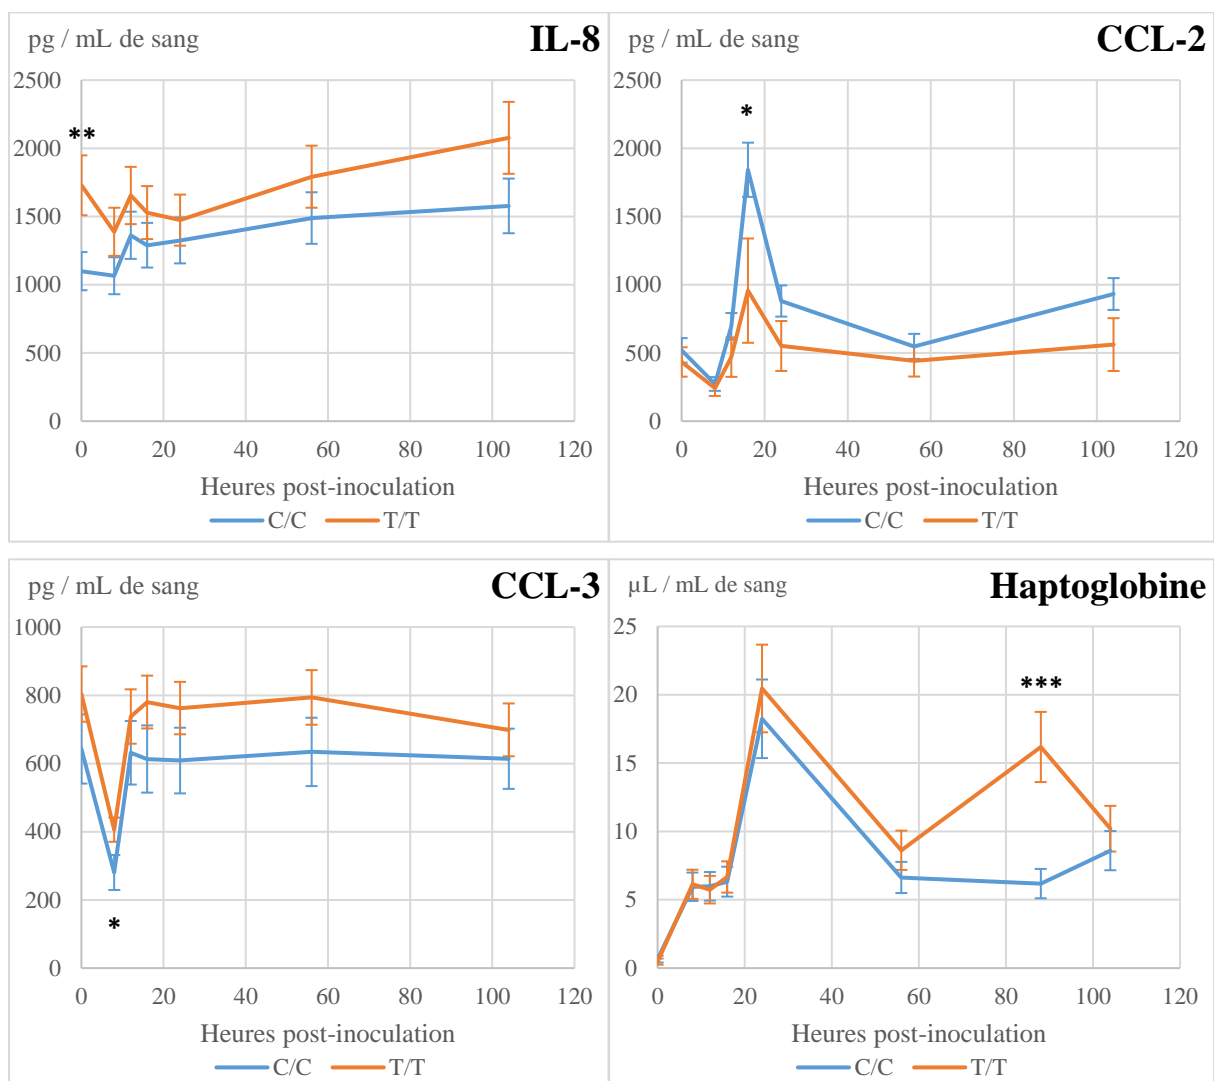 pg / mL de sang IL-8
2500
2000
1500
1000
500
0
**
0 20 40 60 80 100 120
Heures post-inoculation
C/C T/T
pg / mL de sang CCL-2
2500
2000
1500
1000
500
0
*
0 20 40 60 80 100 120
Heures post-inoculation
C/C T/T
pg / mL de sang CCL-3
1000
800
600
400
200
0
*
0 20 40 60 80 100 120
Heures post-inoculation
C/C T/T
µL / mL de sang Haptoglobine
25
20
15
10
5
0
***
0 20 40 60 80 100 120
Heures post-inoculation
C/C T/T